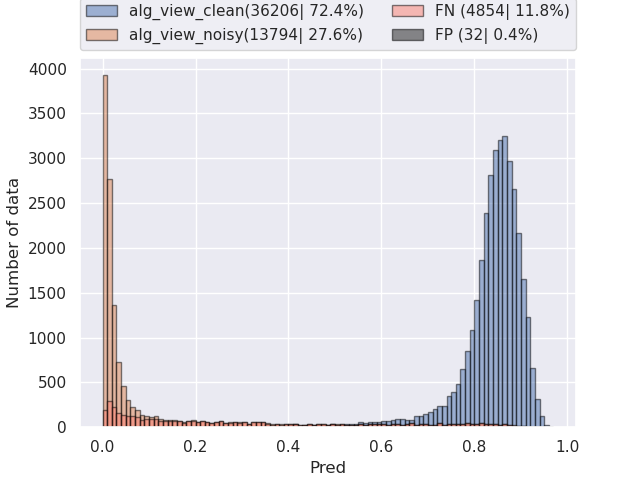 alg_view_clean(36206| 72.4%)
FN (4854| 11.8%)
alg_view_noisy(13794| 27.6%)
FP (32| 0.4%)
4000
3500
3000
2500
2000
1500
1000
500
0
Number of data
0.0 0.2 0.4 0.6 0.8 1.0
Pred